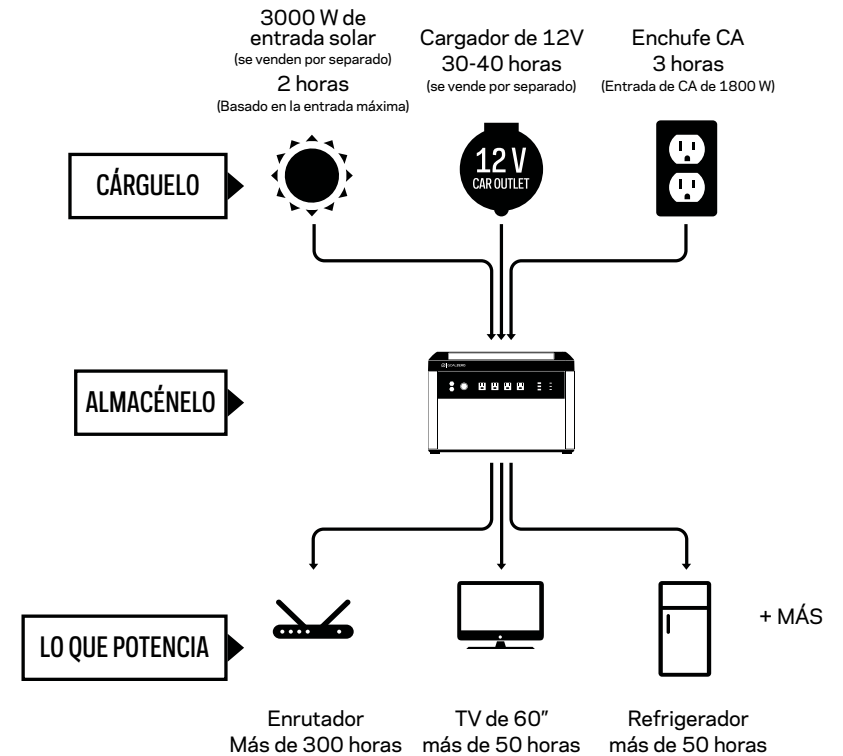 3000 W de
entrada solar
(se venden por separado)
2 horas
(Basado en la entrada máxima)
Cargador de 12V
30-40 horas
(se vende por separado)
Enchufe CA
3 horas
(Entrada de CA de 1800 W)
CÁRGUELO
12 V
CAR OUTLET
ALMACÉNELO
LO QUE POTENCIA
+ MÁS
Enrutador
Más de 300 horas
TV de 60"
más de 50 horas
Refrigerador
más de 50 horas